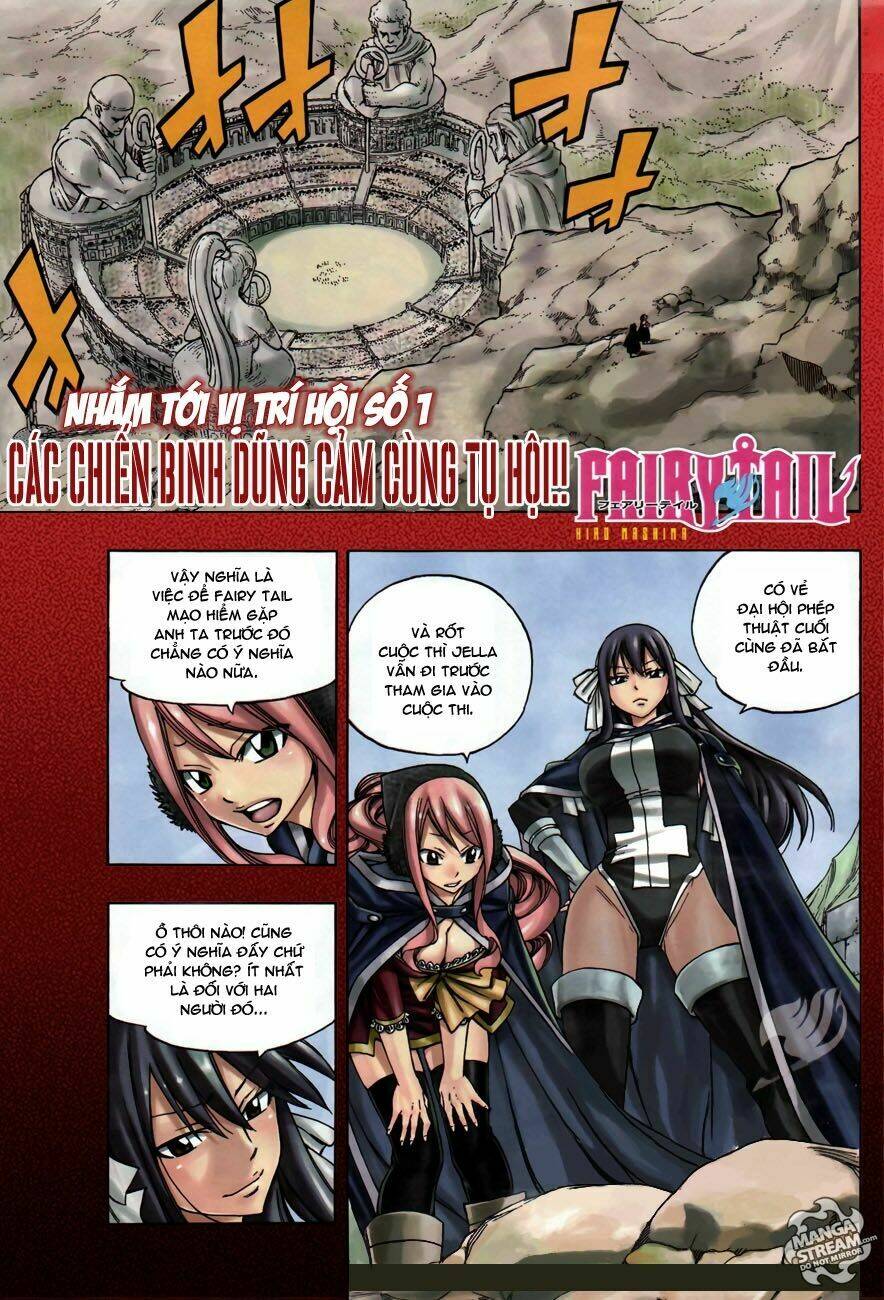 NHẮM TỚI VỊ TRÍ HỘI SỐ 1
CÁC CHIẾN BINH DŨNG CẢM CÙNG TỤ HỘI!!!
FAIRY TAIL
フェアリーテイル
HIRO MASHIMA
CÓ VẺ
ĐẠI HỘI PHÉP
THUẬT CUỐI
CÙNG ĐÃ BẮT
ĐẦU.
VÀ RỐT
CUỘC THÌ JELLA
VẪN ĐI TRƯỚC
THAM GIA VÀO
CUỘC THI.
VẬY NGHĨA LÀ
VIỆC ĐỂ FAIRY TAIL
MẠO HIỂM GẶP
ANH TA TRƯỚC ĐÓ
CHẲNG CÓ Ý NGHĨA
NÀO NỮA.
Ồ THÔI NÀO! CŨNG
CÓ Ý NGHĨA ĐẤY CHỨ
PHẢI KHÔNG? ÍT NHẤT
LÀ ĐỐI VỚI HAI
NGƯỜI ĐÓ...
MANGA
STREAM
.COM
DO NOT MIRROR